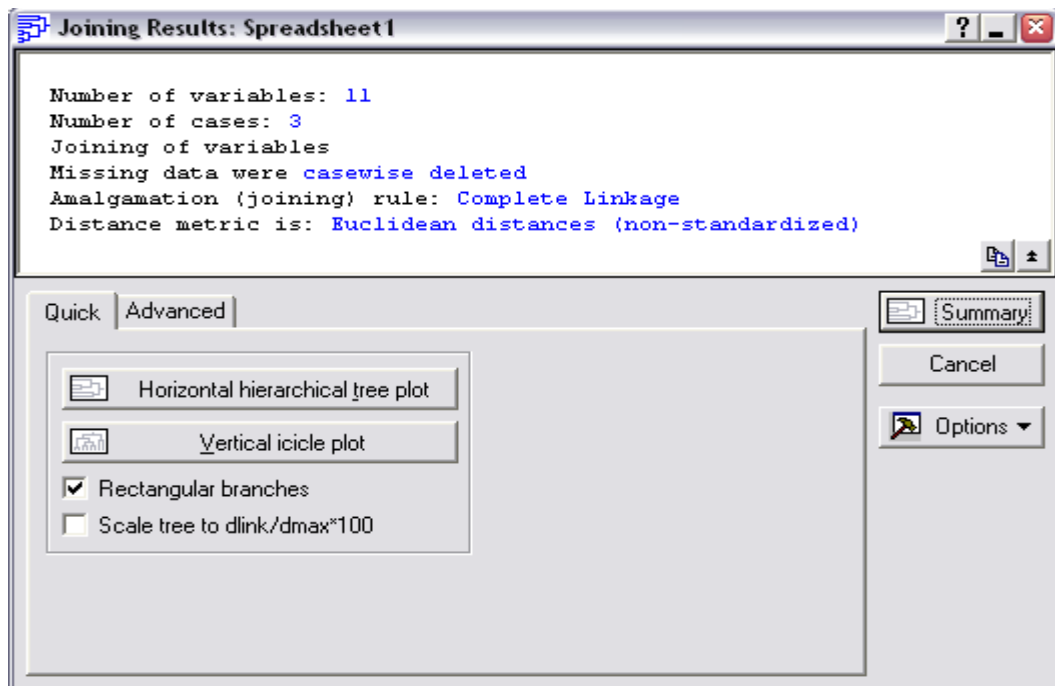 Joining Results: Spreadsheet1
?
Number of variables: 11
Number of cases: 3
Joining of variables
Missing data were casewise deleted
Amalgamation (joining) rule: Complete Linkage
Distance metric is: Euclidean distances (non-standardized)
Quick Advanced
Horizontal hierarchical tree plot
Vertical icicle plot
Rectangular branches
Scale tree to dlink/dmax*100
Summary
Cancel
Options